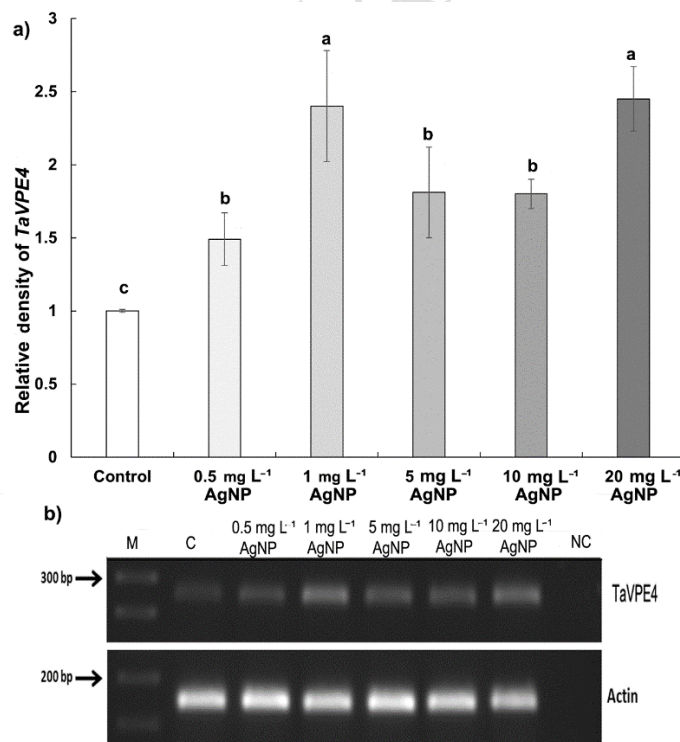 a)
Relative density of TaVPE4
3
2.5
2
1.5
1
0.5
0
c
b
a
b
b
a
Control
0.5 mg L⁻¹ AgNP
1 mg L⁻¹ AgNP
5 mg L⁻¹ AgNP
10 mg L⁻¹ AgNP
20 mg L⁻¹ AgNP
b)
M
C
0.5 mg L⁻¹ AgNP
1 mg L⁻¹ AgNP
5 mg L⁻¹ AgNP
10 mg L⁻¹ AgNP
20 mg L⁻¹ AgNP
NC
300 bp
TaVPE4
200 bp
Actin